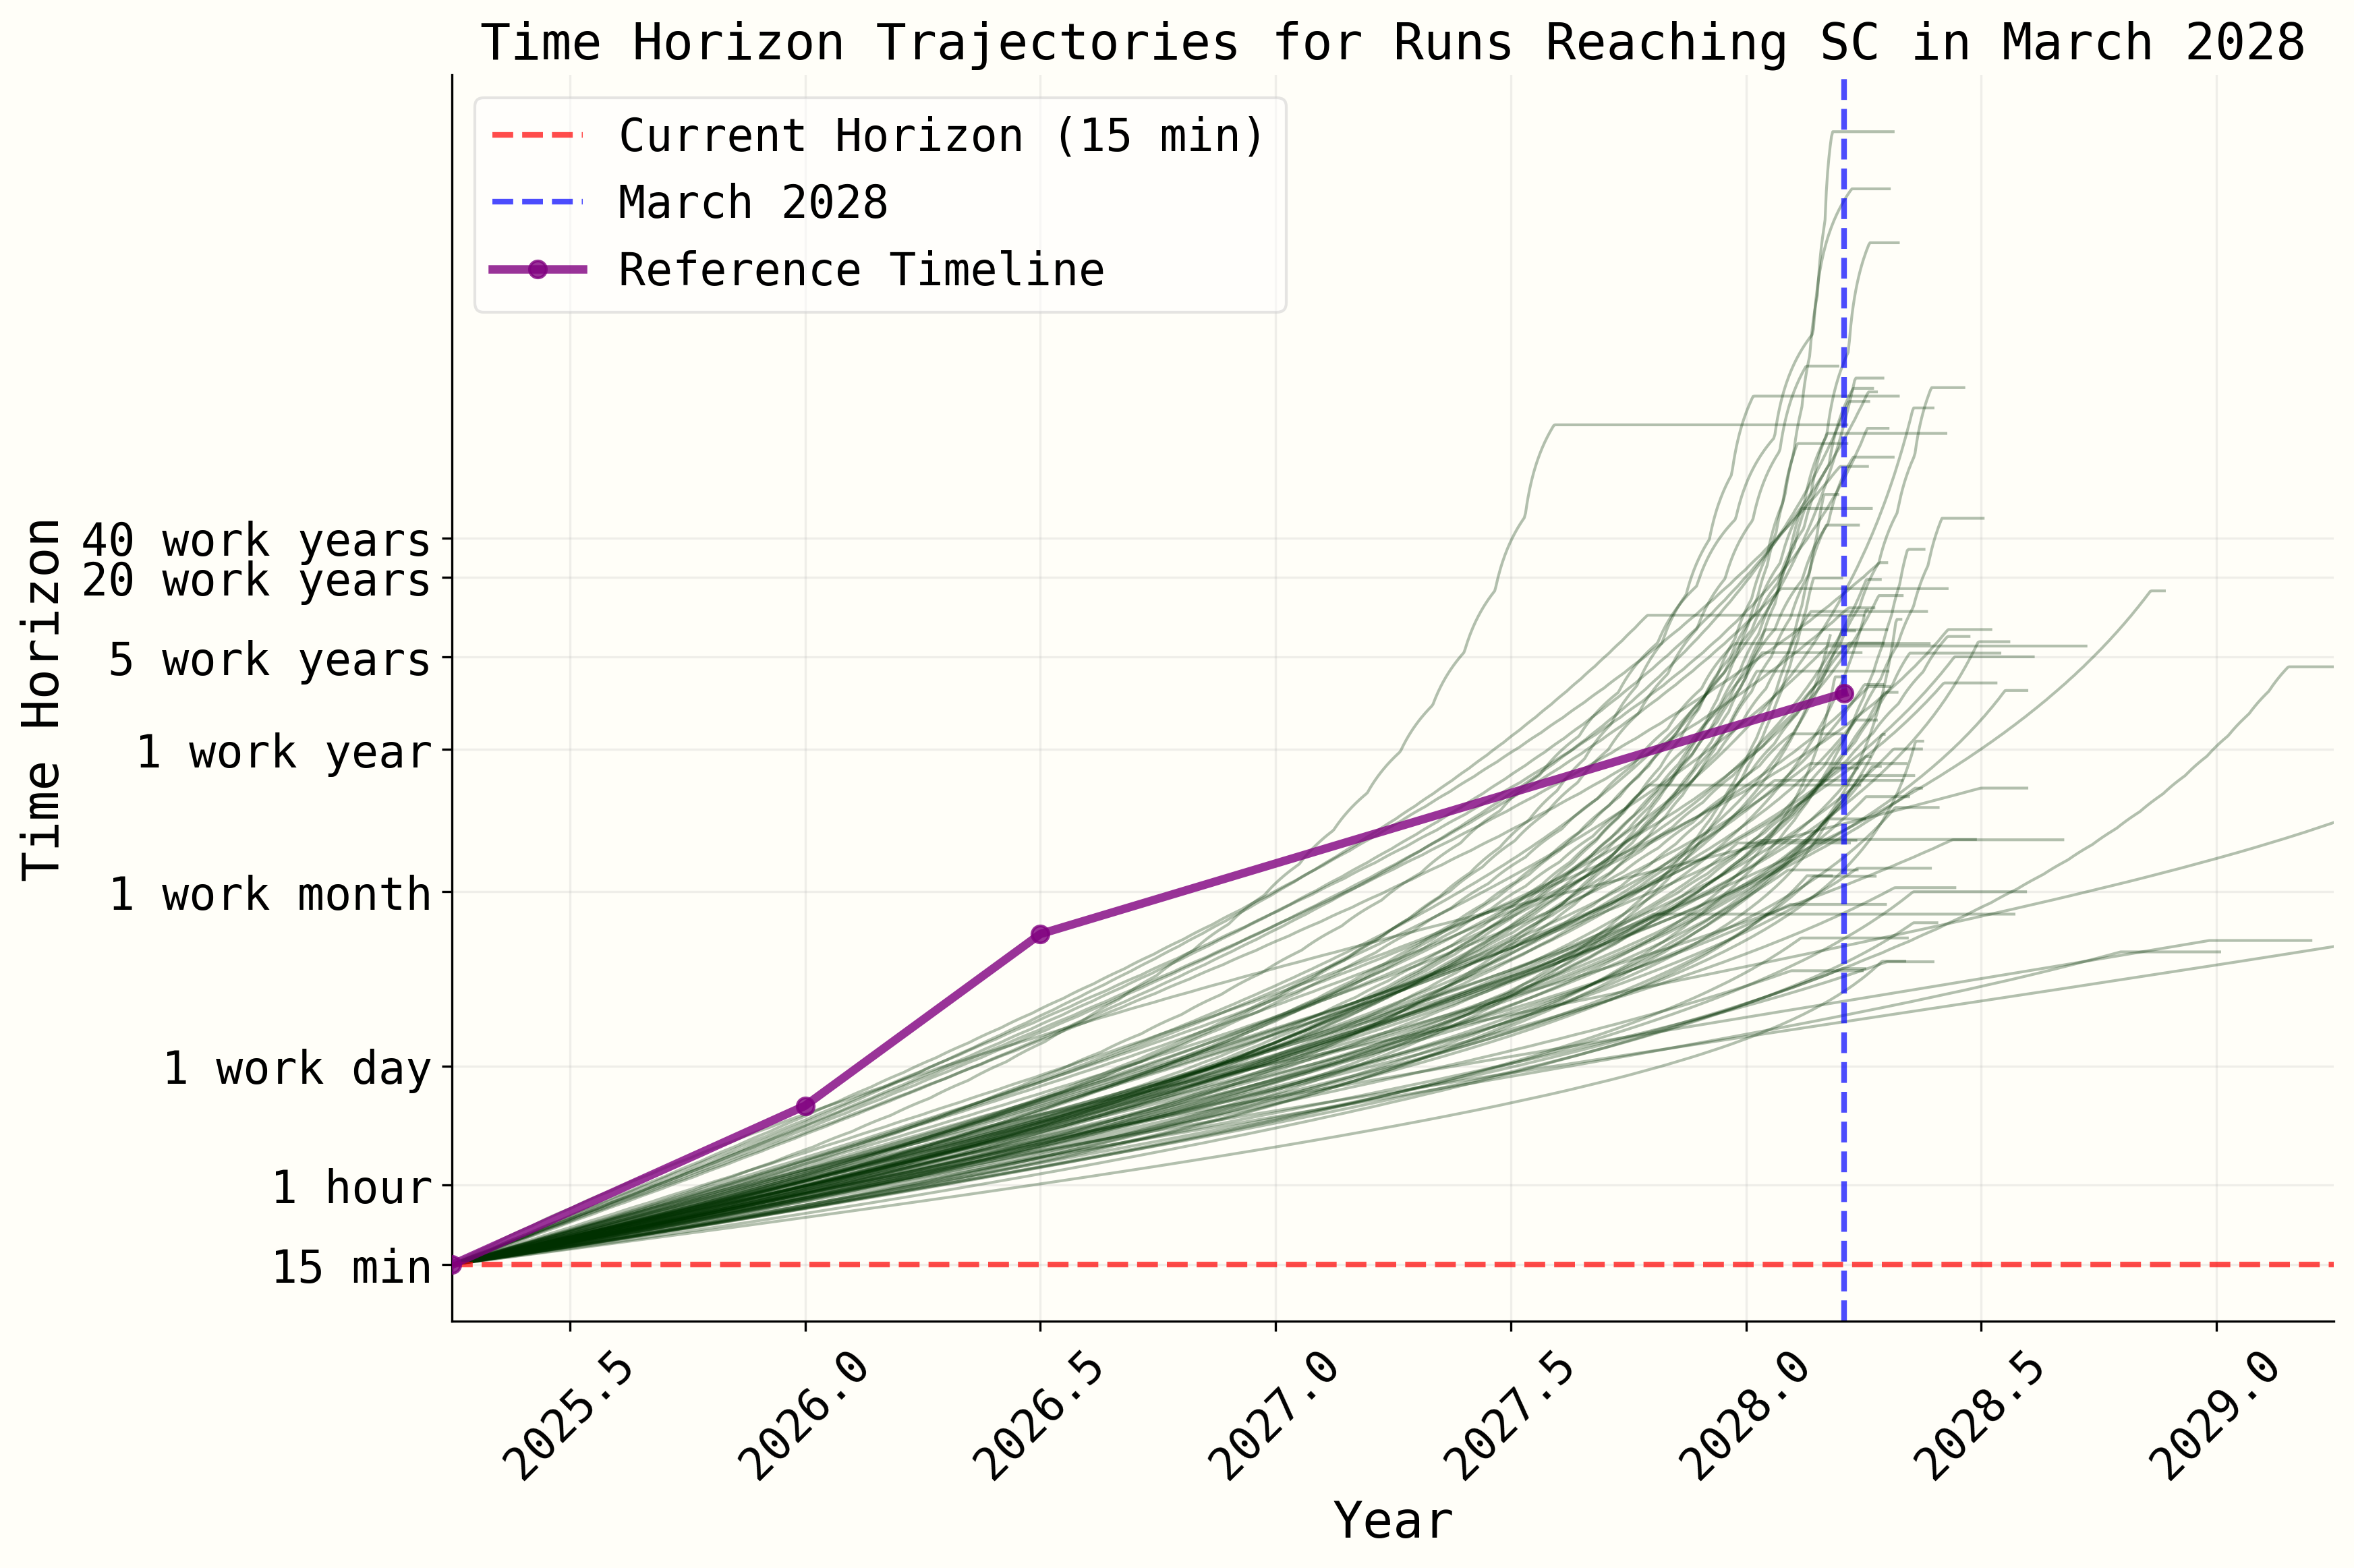 Time Horizon Trajectories for Runs Reaching SC in March 2028
Current Horizon (15 min)
March 2028
Reference Timeline
Time Horizon
40 work years
20 work years
5 work years
1 work year
1 work month
1 work day
1 hour
15 min
2025.5
2026.0
2026.5
2027.0
2027.5
2028.0
2028.5
2029.0
Year